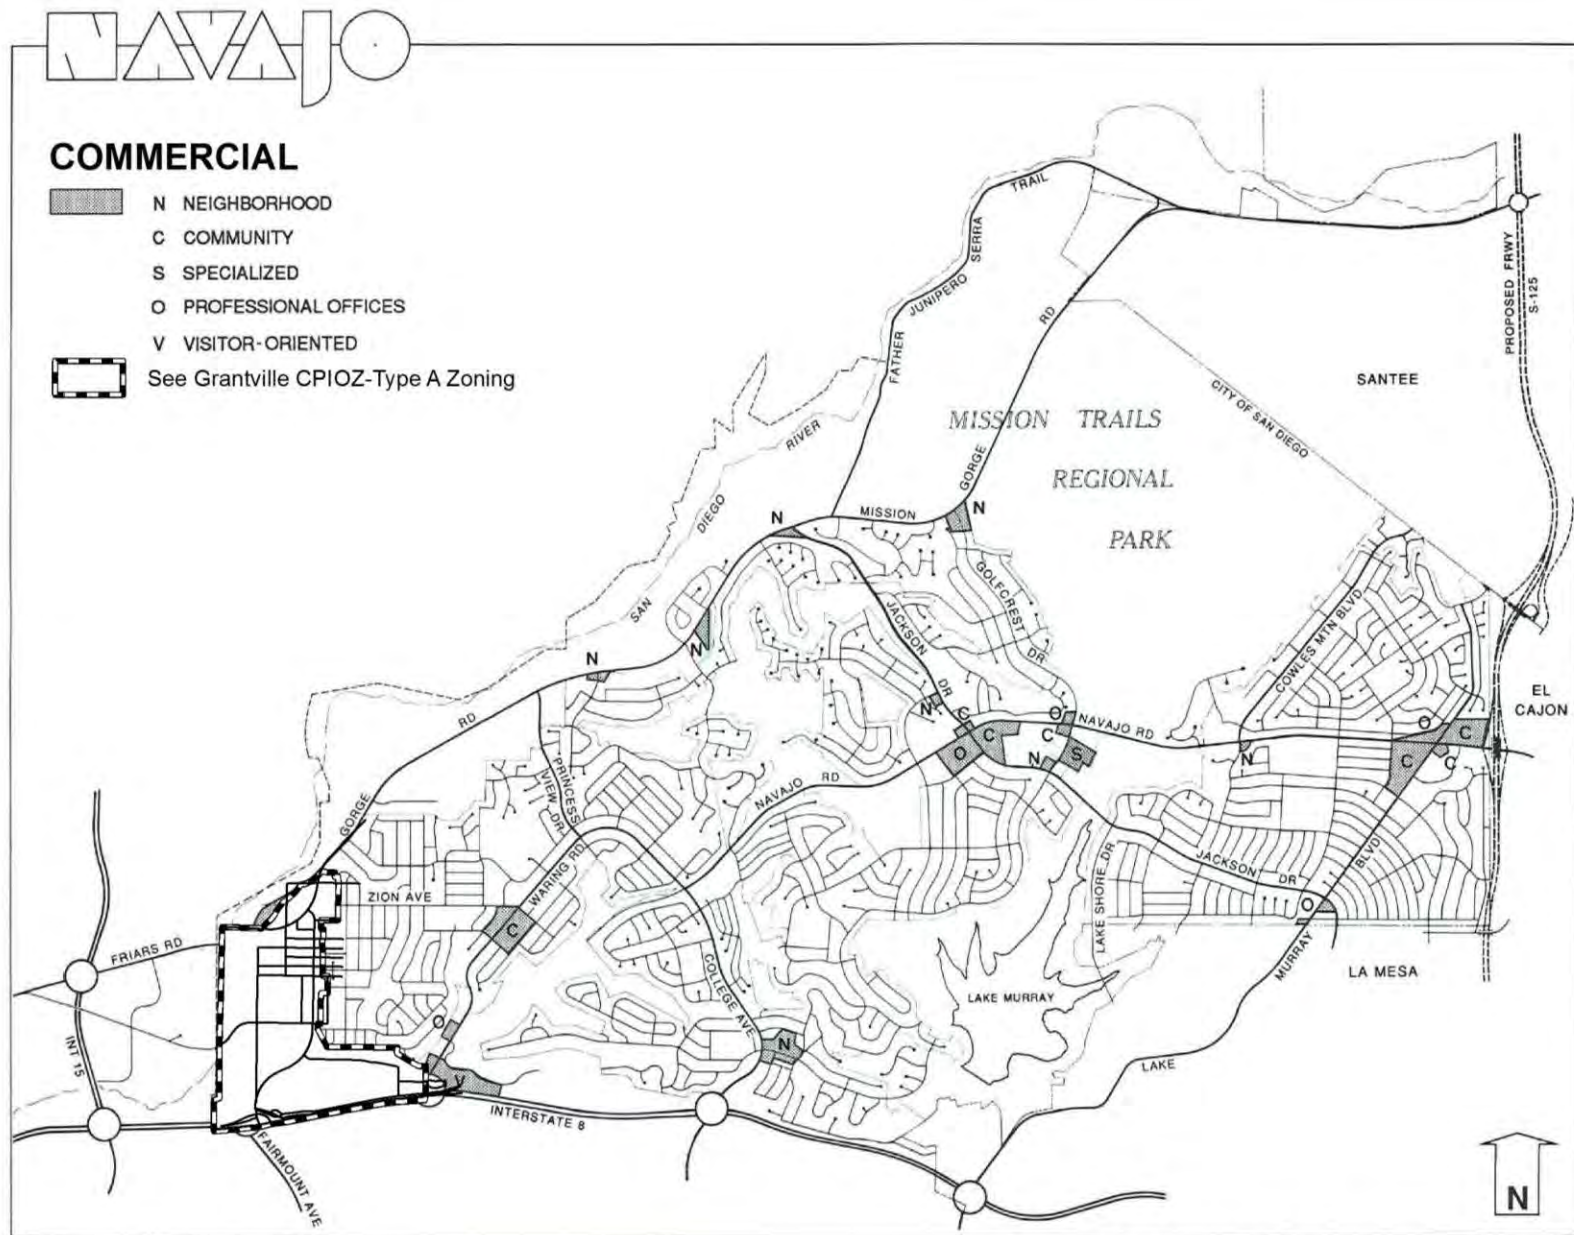 NAVAJO
COMMERCIAL
N NEIGHBORHOOD
C COMMUNITY
S SPECIALIZED
O PROFESSIONAL OFFICES
V VISITOR-ORIENTED
See Grantville CPIOZ-Type A Zoning
TRAIL
SERRA
JUNIPERO
FATHER
RD
GORGE
MISSION
PROPOSED FRWY
S-125
SANTEE
CITY OF SAN DIEGO
MISSION TRAILS
REGIONAL
PARK
RIVER
DIEGO
SAN
N
N
N
N
GOLFCREST
DR
JACKSON
DR
COWLES MTN BLVD
EL
CAJON
RD
GORGE
N
C
O
NAVAJO RD
C
C
O
N
S
N
O
C
C
C
PRINCESS
VIEW DR
NAVAJO RD
WARING RD
ZION AVE
C
LAKE SHORE DR
JACKSON DR
BLVD
O
MURRAY
LAKE
FRIARS RD
COLLEGE AVE
LAKE MURRAY
LA MESA
INT 15
O
V
N
INTERSTATE 8
FAIRMOUNT AVE
N